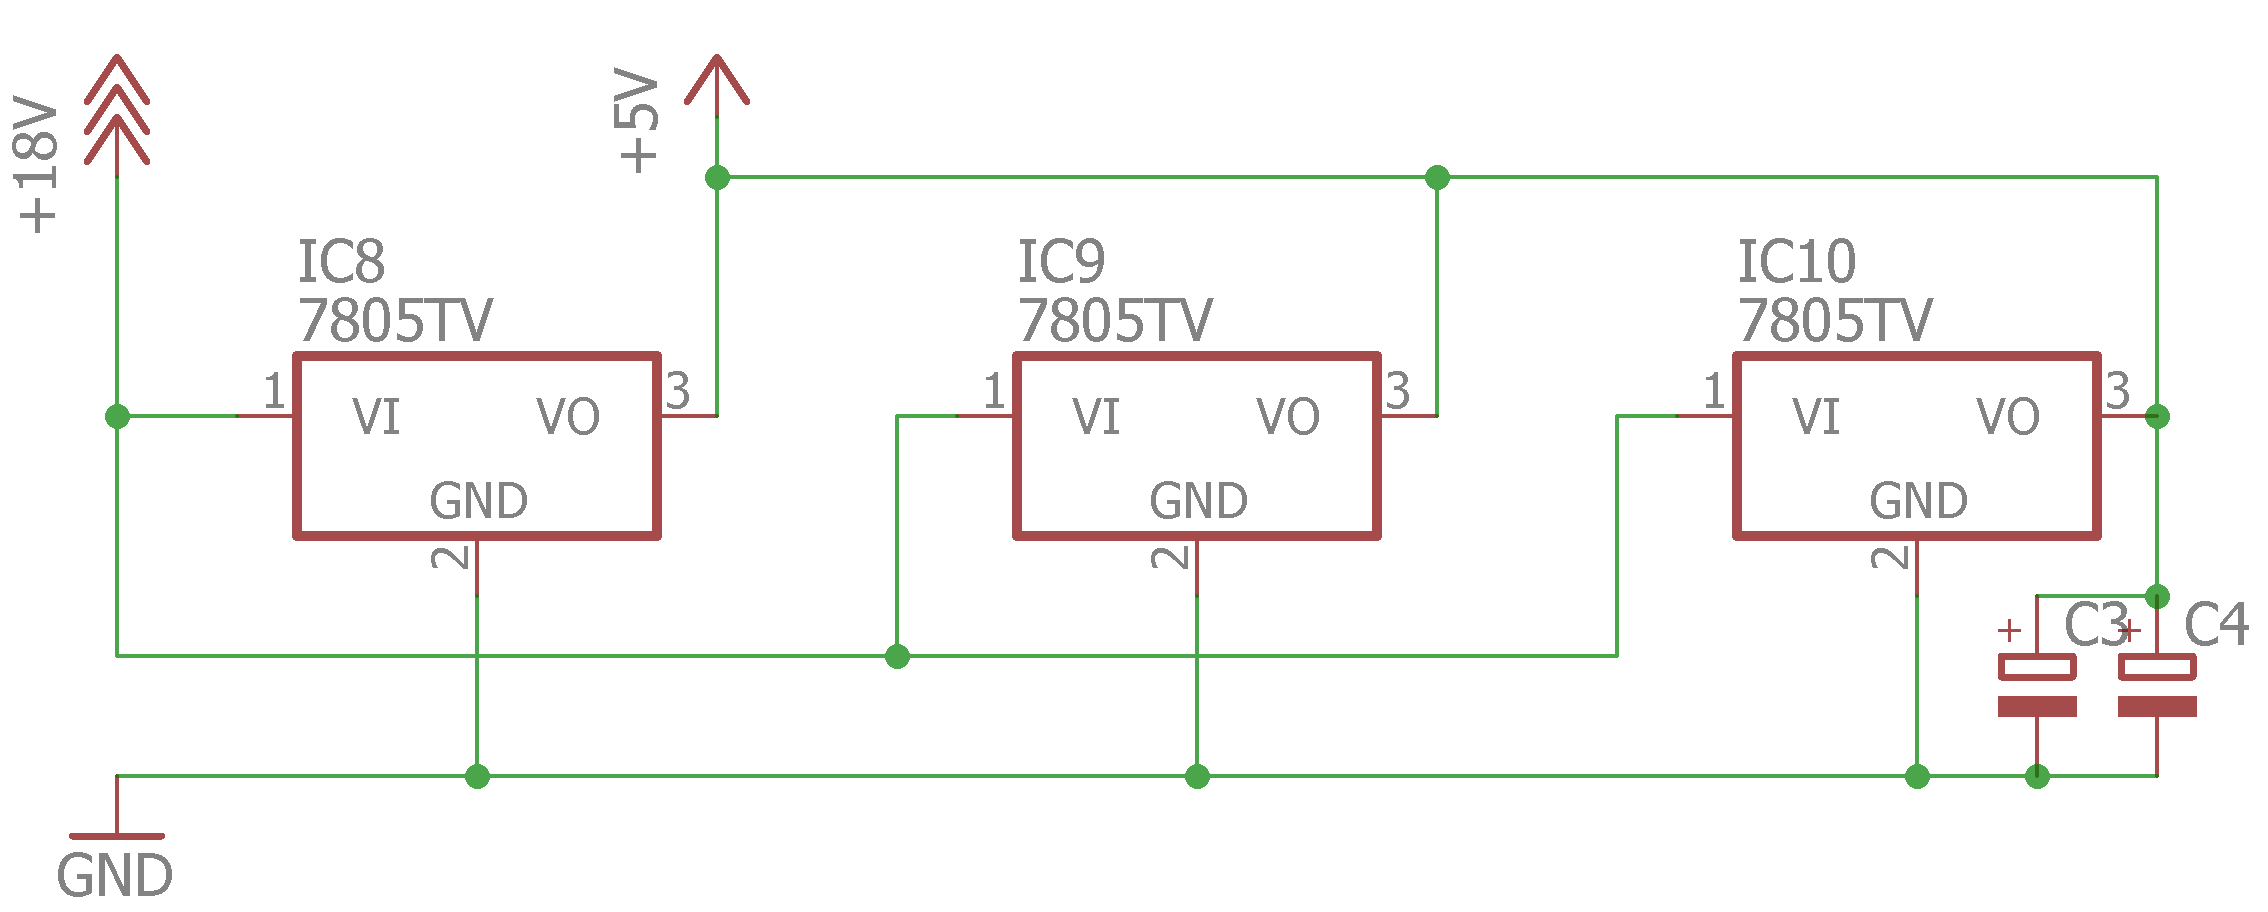 +18V
+5V
IC8
7805TV
1
VI
VO
3
GND
2
IC9
7805TV
1
VI
VO
3
GND
2
IC10
7805TV
1
VI
VO
3
GND
2
+
C3
+
C4
GND